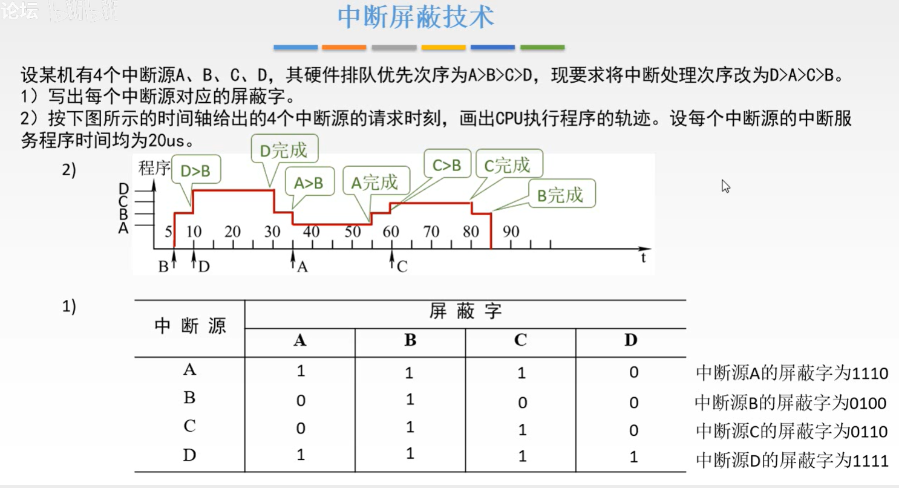 论坛
中断屏蔽技术
设某机有4个中断源A、B、C、D，其硬件排队优先次序为A>B>C>D，现要求将中断处理次序改为D>A>C>B。
1）写出每个中断源对应的屏蔽字。
2）按下图所示的时间轴给出的4个中断源的请求时刻，画出CPU执行程序的轨迹。设每个中断源的中断服
务程序时间均为20us。
2)
程序
D>B
D完成
A>B
A完成
C>B
C完成
B完成
D
C
B
A
5 10 20 30 40 50 60 70 80 90
t
B D A C
1)
中断源 屏蔽字
A B C D
A 1 1 1 0 中断源A的屏蔽字为1110
B 0 1 0 0 中断源B的屏蔽字为0100
C 0 1 1 0 中断源C的屏蔽字为0110
D 1 1 1 1 中断源D的屏蔽字为1111